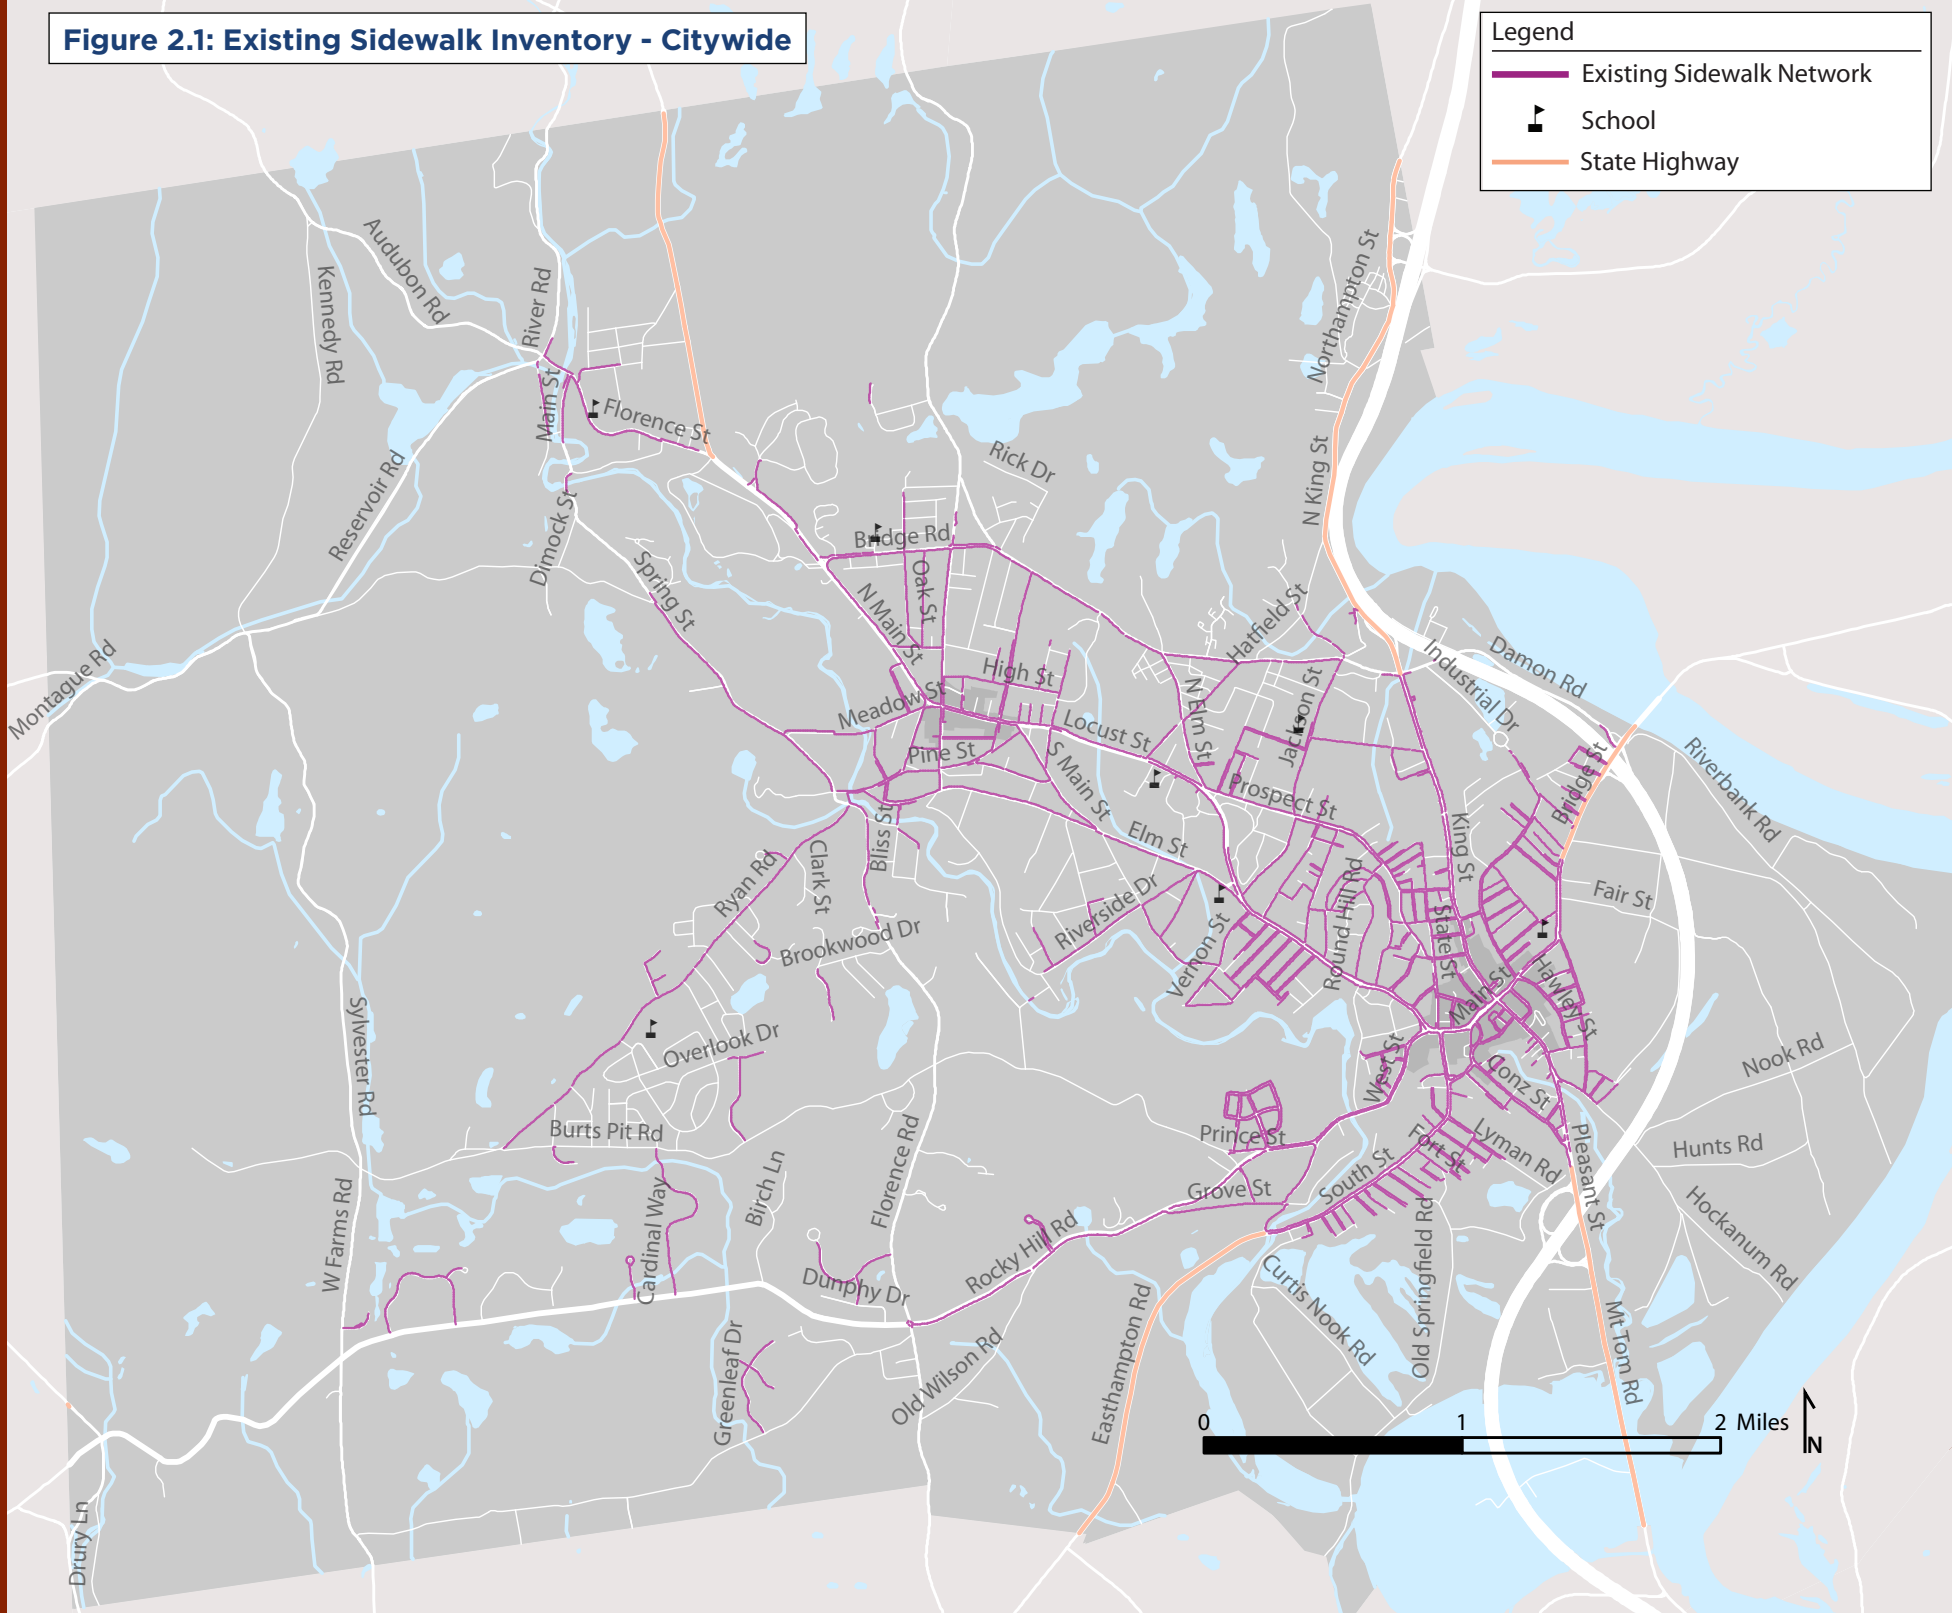 Figure 2.1: Existing Sidewalk Inventory - Citywide
Legend
Existing Sidewalk Network
School
State Highway
Audubon Rd
Kennedy Rd
River Rd
Northampton St
Main St
Florence St
Rick Dr
N King St
Reservoir Rd
Dimock St
Bridge Rd
Spring St
Oak St
N Main St
Hatfield St
Montague Rd
High St
Meadow St
Industrial Dr
Damon Rd
N Elm St
Jackson St
Locust St
Pine St
S Main St
Prospect St
Bridge St
Riverbank Rd
King St
Elm St
Bliss St
Clark St
Ryan Rd
Riverside Dr
Round Hill Rd
Fair St
Vernon St
State St
Brookwood Dr
Main St
Hawley St
Sylvester Rd
Overlook Dr
West St
Conz St
Nook Rd
Burts Pit Rd
Prince St
Fort St
Lyman Rd
Pleasant St
Hunts Rd
Birch Ln
Florence Rd
South St
Grove St
W Farms Rd
Cardinal Way
Rocky Hill Rd
Hockanum Rd
Old Springfield Rd
Dunphy Dr
Curtis Nook Rd
Easthampton Rd
Mt Tom Rd
Greenleaf Dr
Old Wilson Rd
0 1 2 Miles
N
Drury Ln